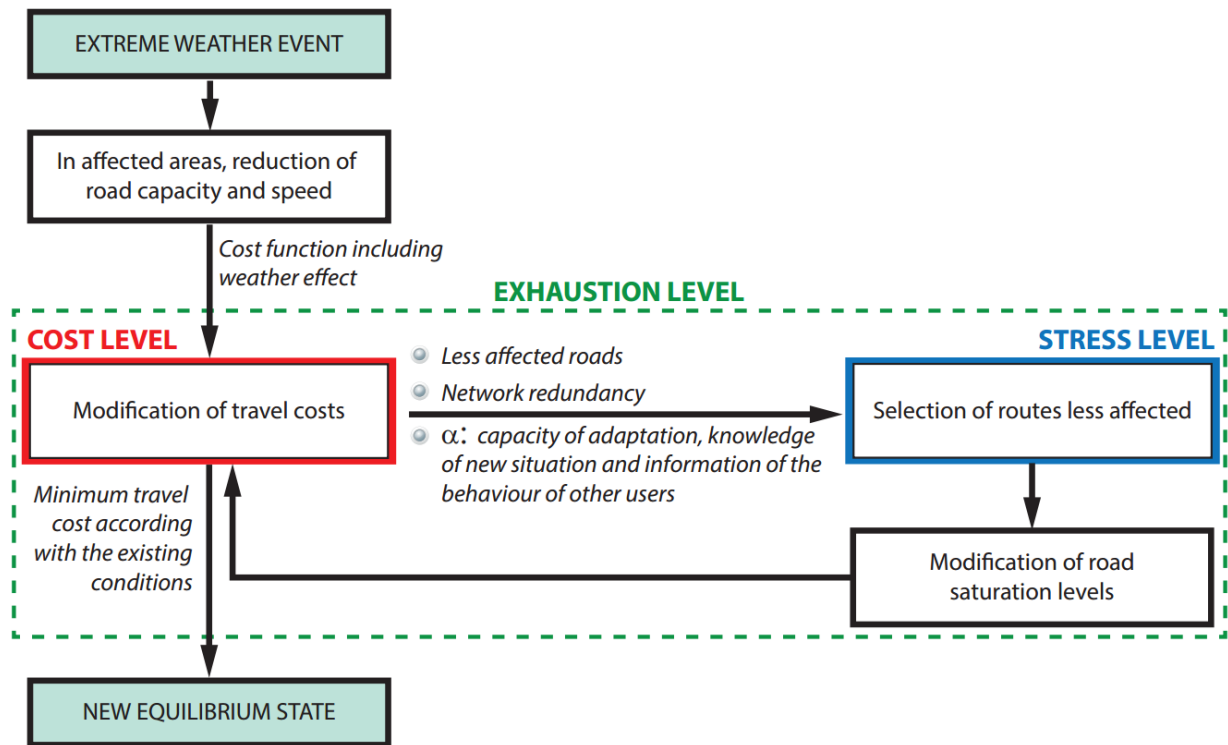 EXTREME WEATHER EVENT
In affected areas, reduction of
road capacity and speed
Cost function including
weather effect
EXHAUSTION LEVEL
COST LEVEL
STRESS LEVEL
Modification of travel costs
Less affected roads
Network redundancy
α: capacity of adaptation, knowledge
of new situation and information of the
behaviour of other users
Selection of routes less affected
Minimum travel
cost according
with the existing
conditions
Modification of road
saturation levels
NEW EQUILIBRIUM STATE